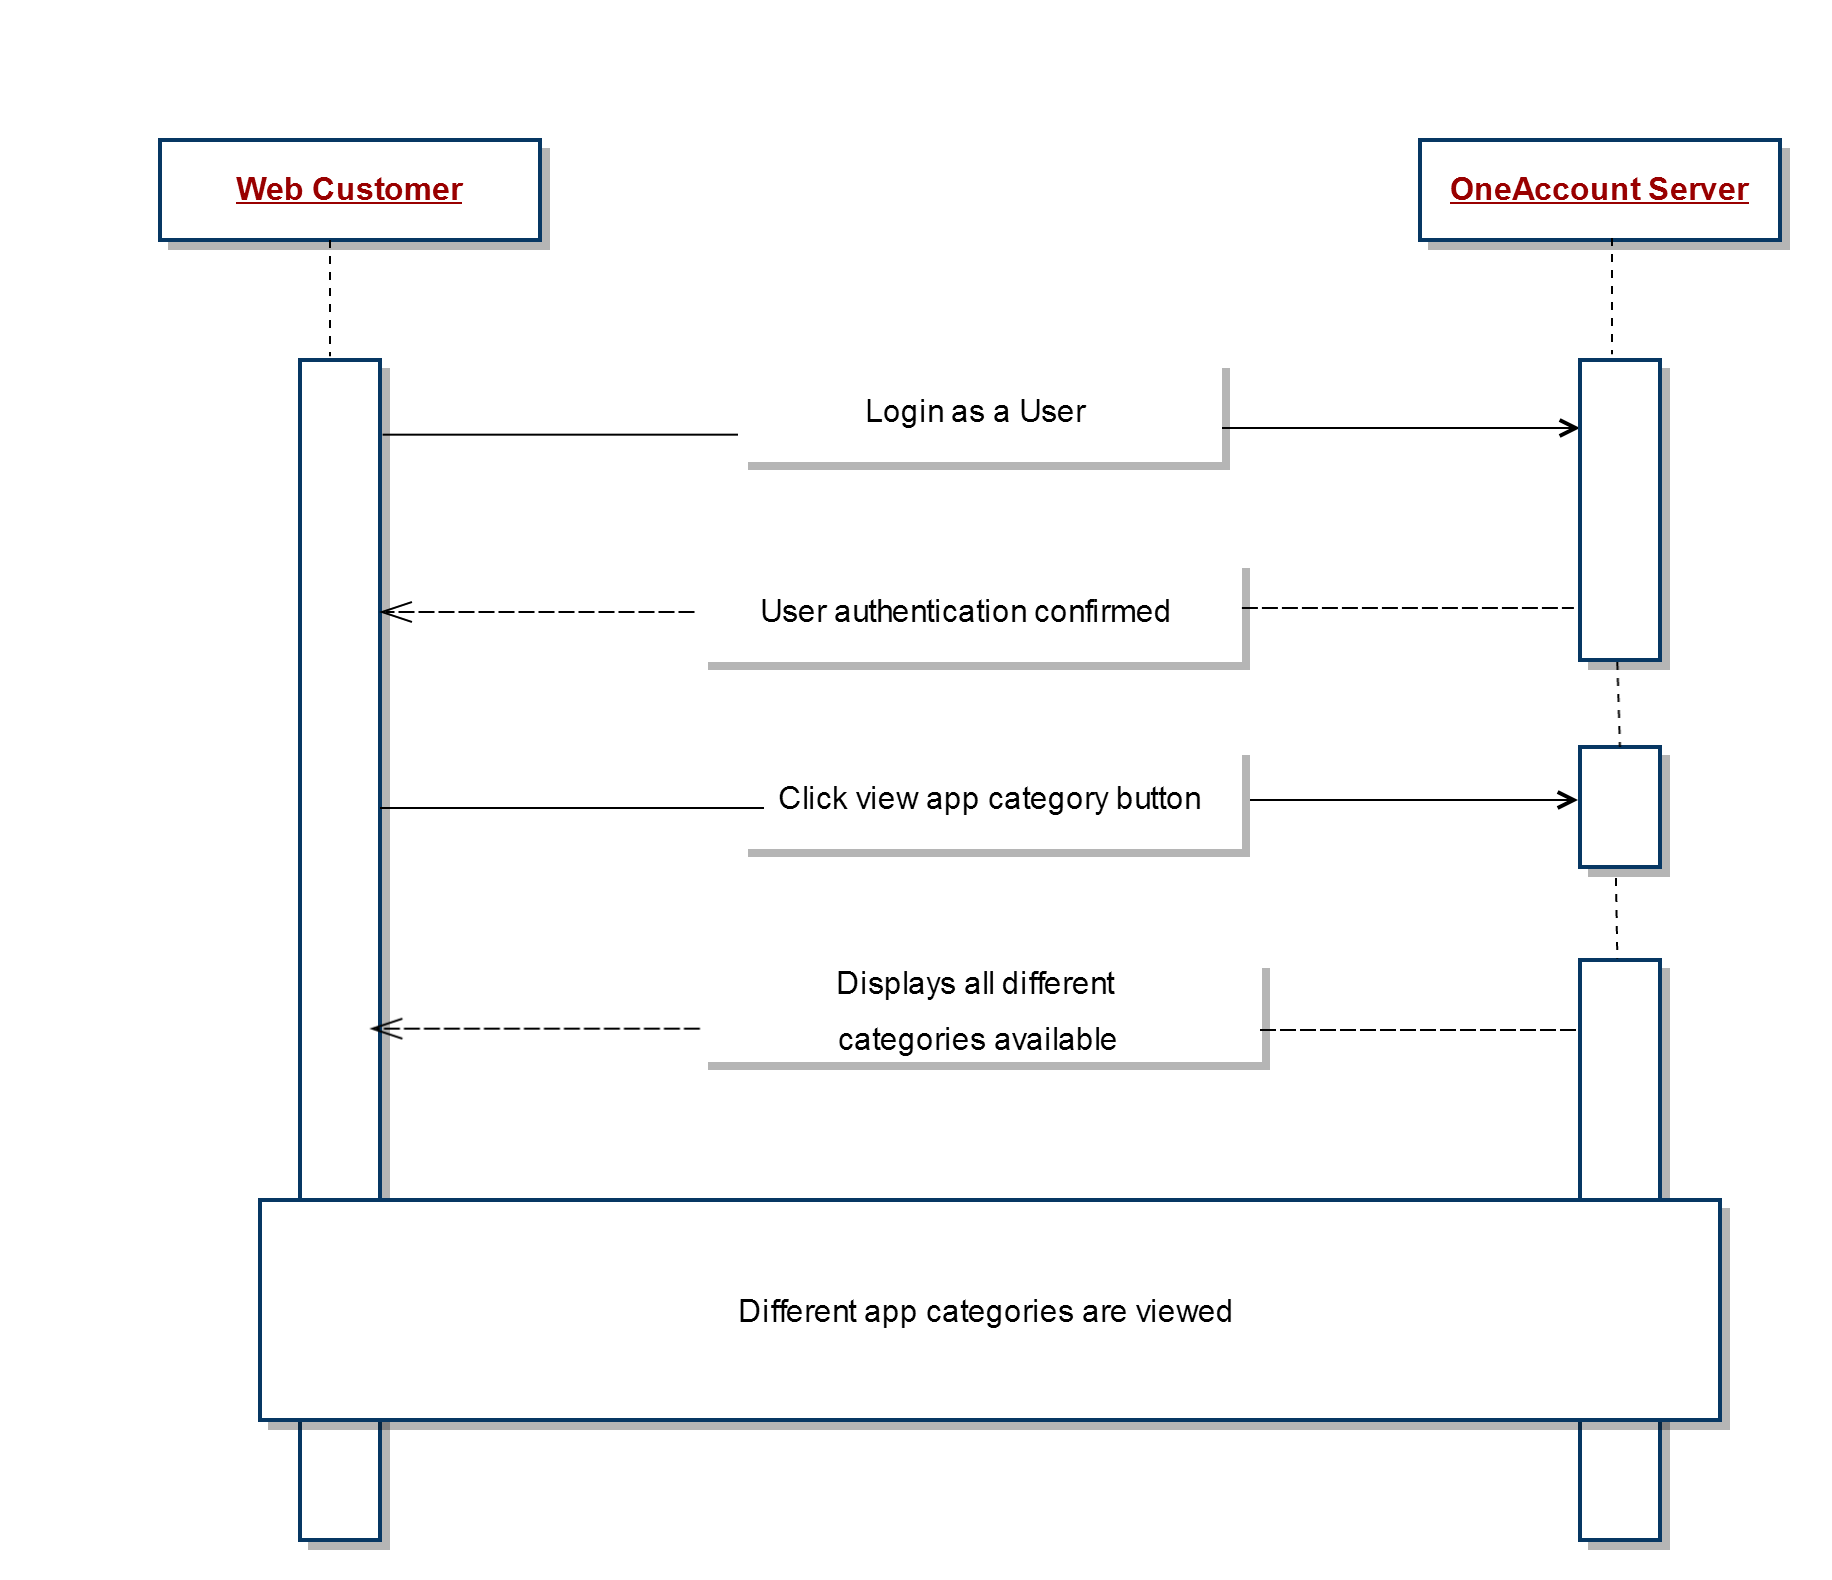 Web Customer
OneAccount Server
Login as a User
User authentication confirmed
Click view app category button
Displays all different
categories available
Different app categories are viewed